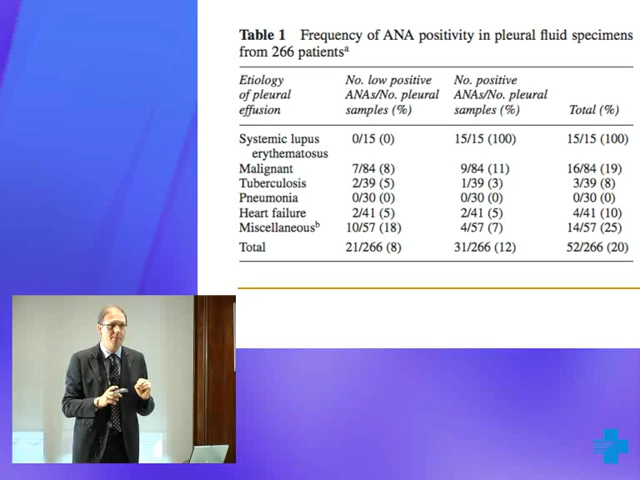 Table 1 Frequency of ANA positivity in pleural fluid specimens
from 266 patientsa
Etiology No. low positive No. positive
of pleural ANAs/No. pleural ANAs/No. pleural
effusion samples (%) samples (%) Total (%)
Systemic lupus 0/15 (0) 15/15 (100) 15/15 (100)
erythematosus
Malignant 7/84 (8) 9/84 (11) 16/84 (19)
Tuberculosis 2/39 (5) 1/39 (3) 3/39 (8)
Pneumonia 0/30 (0) 0/30 (0) 0/30 (0)
Heart failure 2/41 (5) 2/41 (5) 4/41 (10)
Miscellaneousb 10/57 (18) 4/57 (7) 14/57 (25)
Total 21/266 (8) 31/266 (12) 52/266 (20)